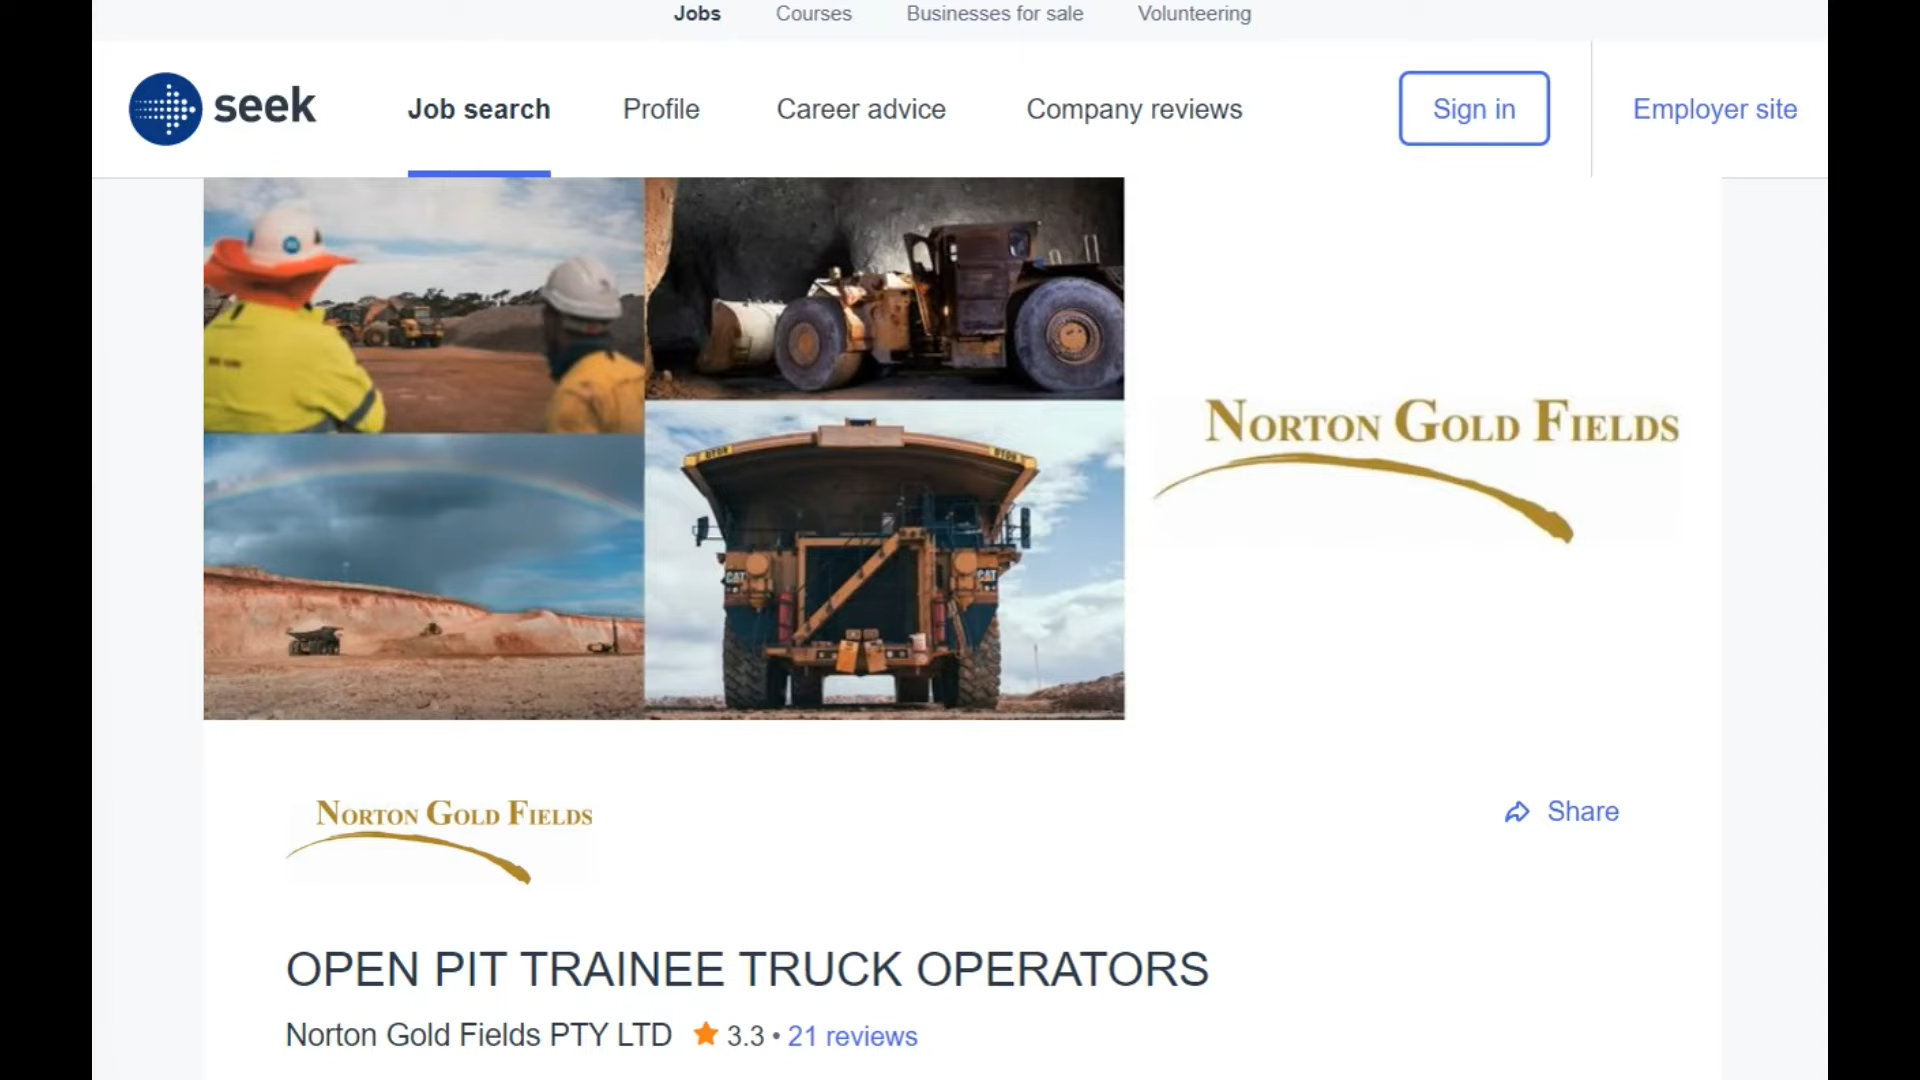 Jobs Courses Businesses for sale Volunteering
seek Job search Profile Career advice Company reviews Sign in Employer site
NORTON GOLD FIELDS
CAT CAT
NORTON GOLD FIELDS
Share
OPEN PIT TRAINEE TRUCK OPERATORS
Norton Gold Fields PTY LTD 3.3 • 21 reviews